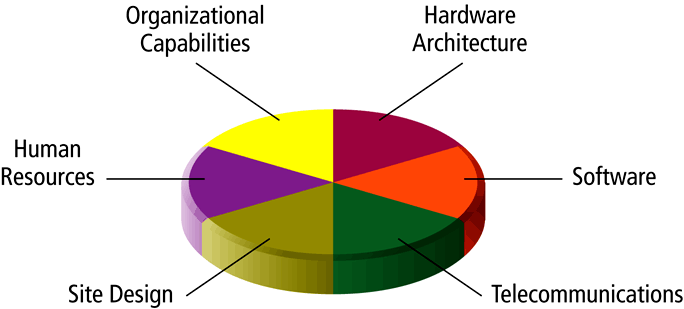 Organizational
Capabilities
Hardware
Architecture
Human
Resources
Software
Site Design
Telecommunications